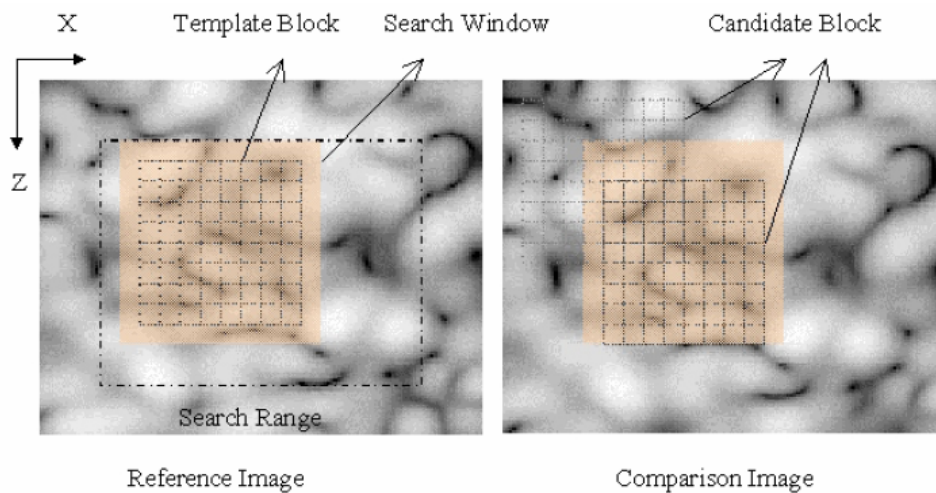 X
Template Block
Search Window
Candidate Block
Z
Search Range
Reference Image
Comparison Image